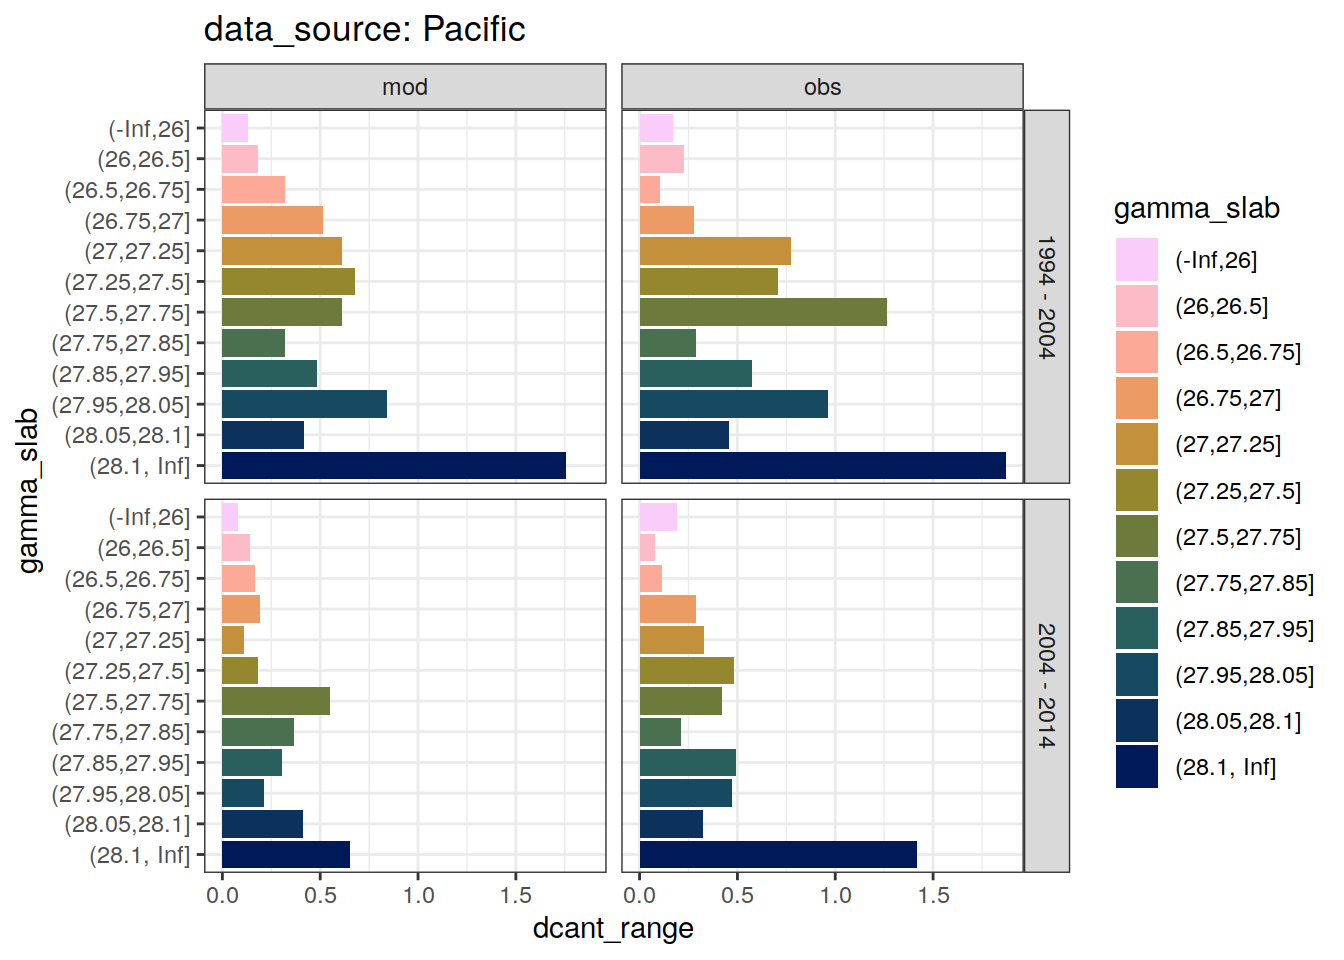 data_source: Pacific
mod
obs
(-Inf,26]
(26,26.5]
(26.5,26.75]
(26.75,27]
(27,27.25]
(27.25,27.5]
(27.5,27.75]
(27.75,27.85]
(27.85,27.95]
(27.95,28.05]
(28.05,28.1]
(28.1, Inf]
1994 - 2004
(-Inf,26]
(26,26.5]
(26.5,26.75]
(26.75,27]
(27,27.25]
(27.25,27.5]
(27.5,27.75]
(27.75,27.85]
(27.85,27.95]
(27.95,28.05]
(28.05,28.1]
(28.1, Inf]
2004 - 2014
gamma_slab
0.0 0.5 1.0 1.5
0.0 0.5 1.0 1.5
dcant_range
gamma_slab
(-Inf,26]
(26,26.5]
(26.5,26.75]
(26.75,27]
(27,27.25]
(27.25,27.5]
(27.5,27.75]
(27.75,27.85]
(27.85,27.95]
(27.95,28.05]
(28.05,28.1]
(28.1, Inf]